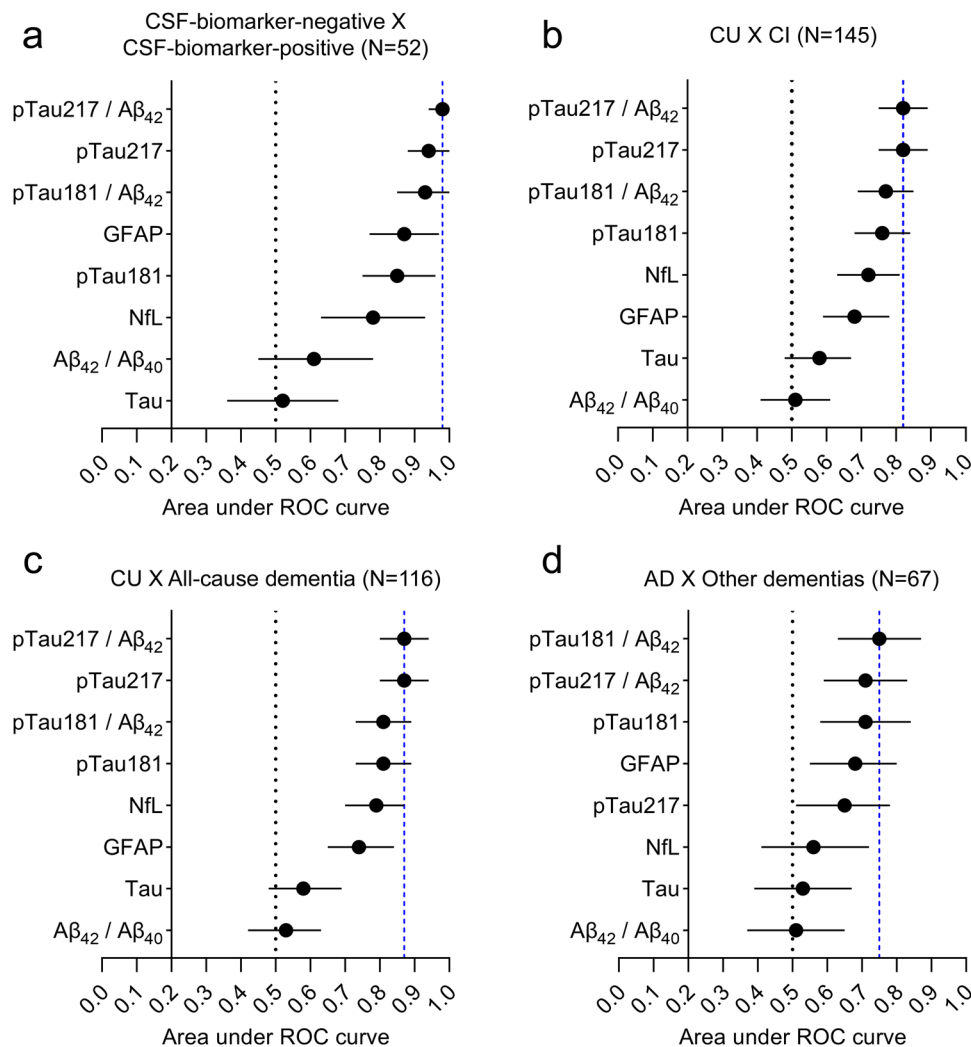 a
CSF-biomarker-negative X
CSF-biomarker-positive (N=52)
pTau217 / Aβ₄₂
pTau217
pTau181 / Aβ₄₂
GFAP
pTau181
NfL
Aβ₄₂ / Aβ₄₀
Tau
0.0 0.1 0.2 0.3 0.4 0.5 0.6 0.7 0.8 0.9 1.0
Area under ROC curve
b
CU X CI (N=145)
pTau217 / Aβ₄₂
pTau217
pTau181 / Aβ₄₂
pTau181
NfL
GFAP
Tau
Aβ₄₂ / Aβ₄₀
0.0 0.1 0.2 0.3 0.4 0.5 0.6 0.7 0.8 0.9 1.0
Area under ROC curve
c
CU X All-cause dementia (N=116)
pTau217 / Aβ₄₂
pTau217
pTau181 / Aβ₄₂
pTau181
NfL
GFAP
Tau
Aβ₄₂ / Aβ₄₀
0.0 0.1 0.2 0.3 0.4 0.5 0.6 0.7 0.8 0.9 1.0
Area under ROC curve
d
AD X Other dementias (N=67)
pTau181 / Aβ₄₂
pTau217 / Aβ₄₂
pTau181
GFAP
pTau217
NfL
Tau
Aβ₄₂ / Aβ₄₀
0.0 0.1 0.2 0.3 0.4 0.5 0.6 0.7 0.8 0.9 1.0
Area under ROC curve